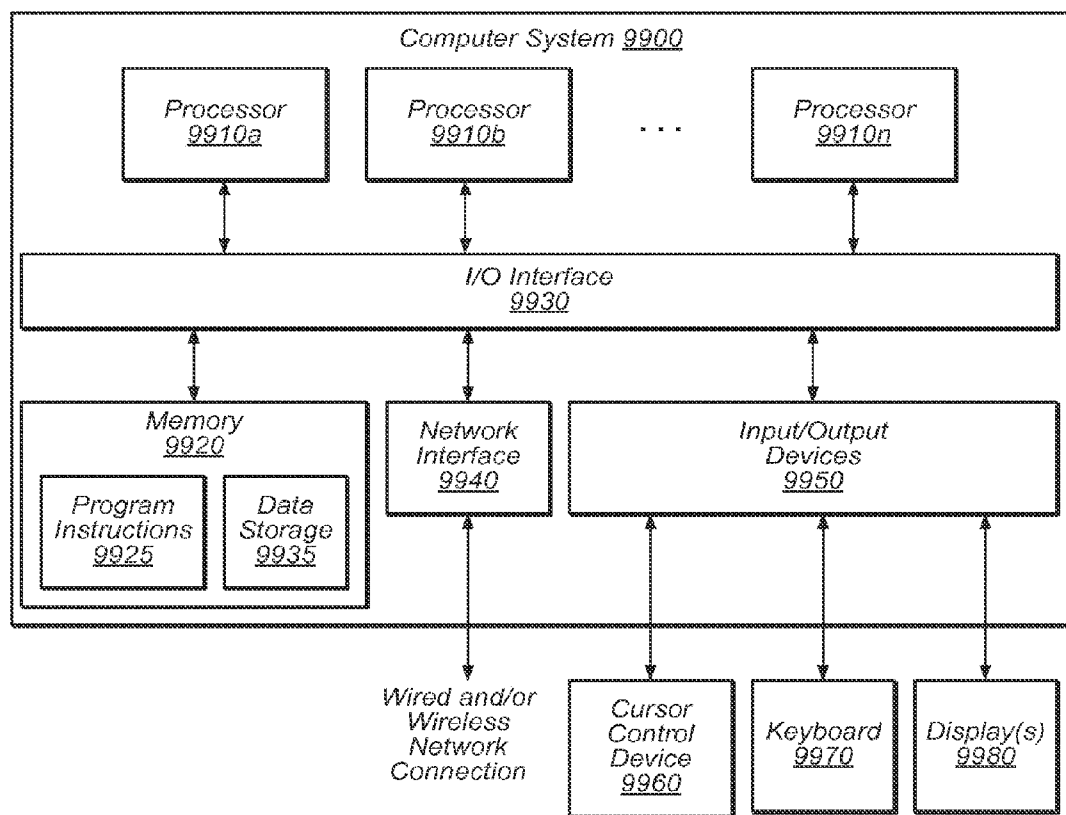 Computer System 9900
Processor
9910a
Processor
9910b
. . .
Processor
9910n
I/O Interface
9930
Memory
9920
Program
Instructions
9925
Data
Storage
9935
Network
Interface
9940
Input/Output
Devices
9950
Wired and/or
Wireless
Network
Connection
Cursor
Control
Device
9960
Keyboard
9970
Display(s)
9980